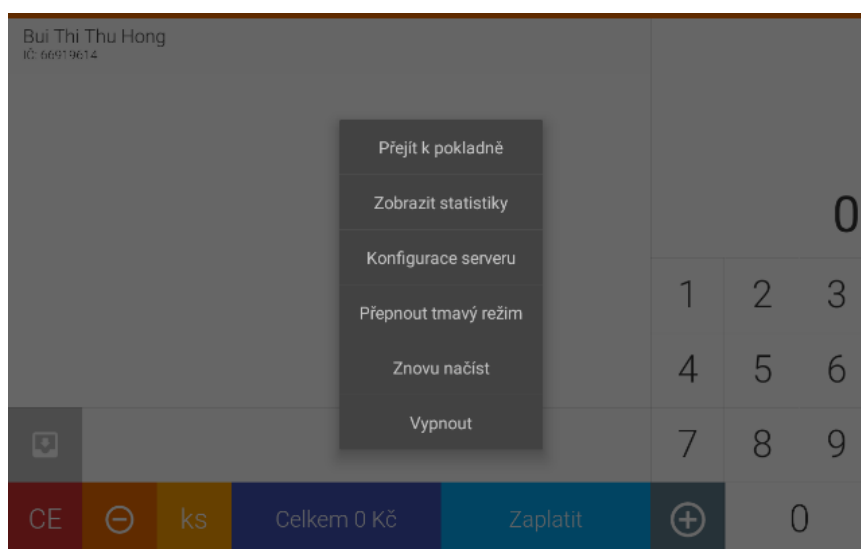 Bui Thi Thu Hong
IČ: 66919614
Přejít k pokladně
Zobrazit statistiky
Konfigurace serveru
Přepnout tmavý režim
Znovu načíst
Vypnout
0
1 2 3
4 5 6
7 8 9
CE ks Celkem 0 Kč Zaplatit 0